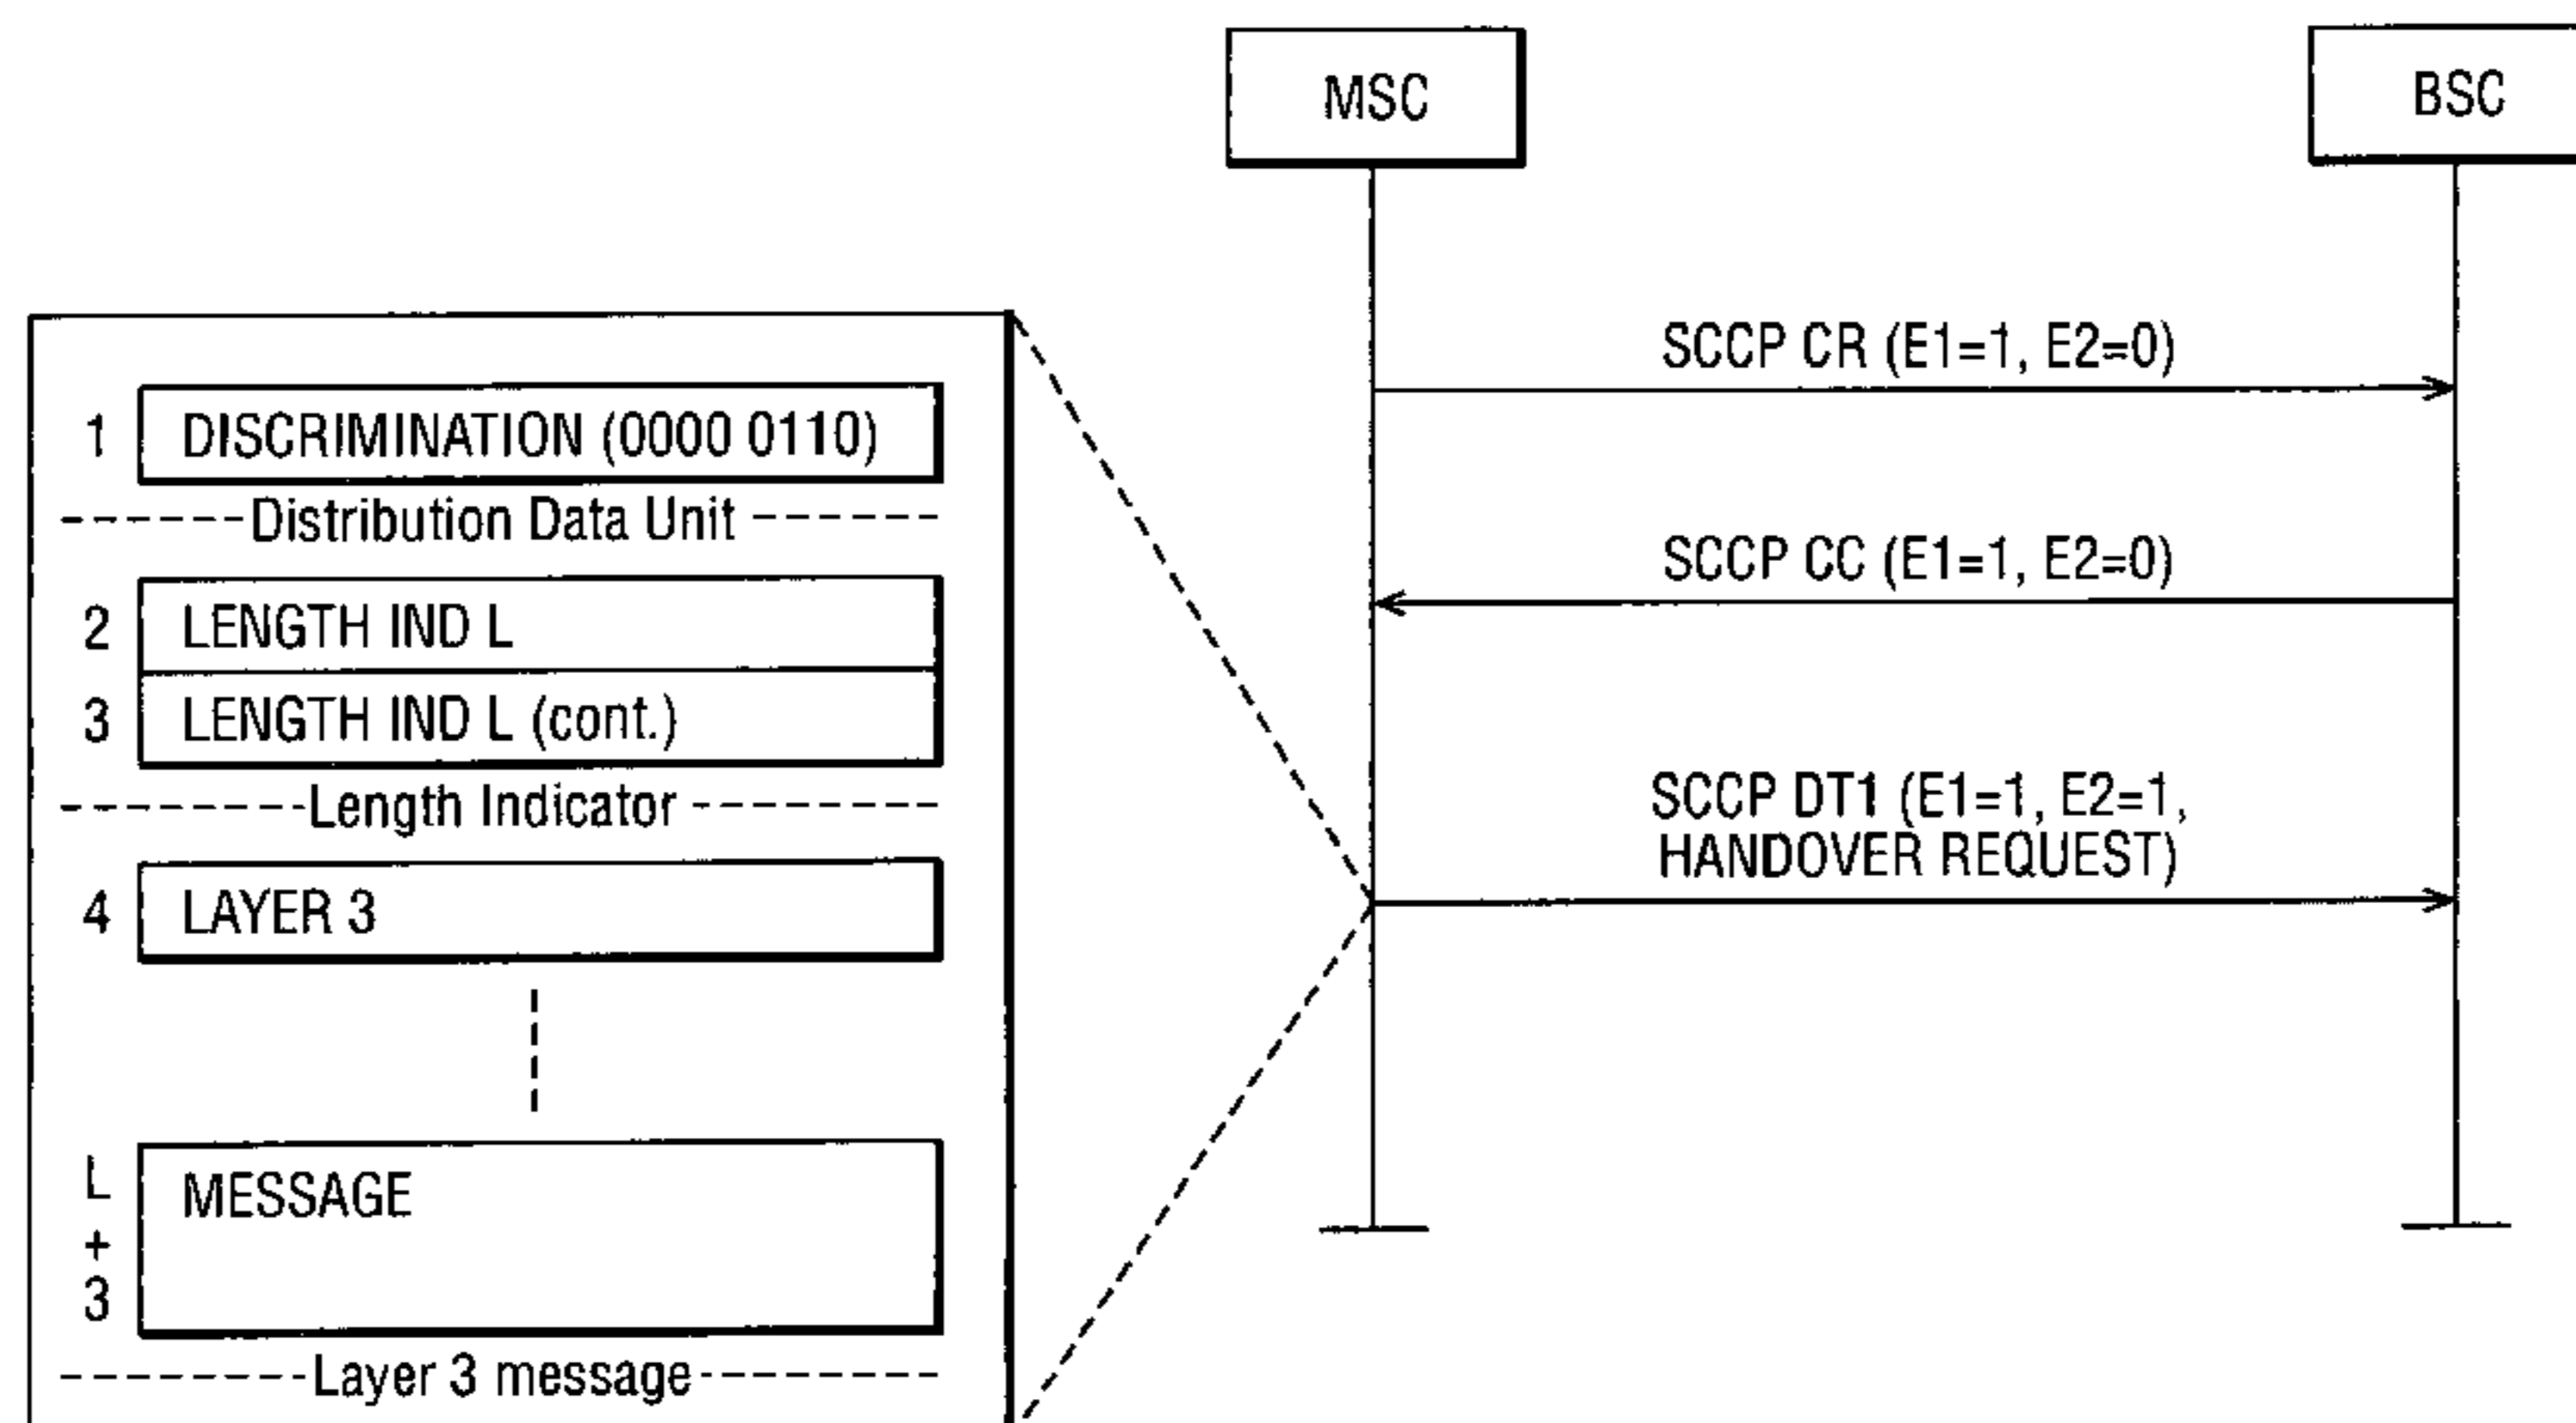 MSC
BSC
SCCP CR (E1=1, E2=0)
SCCP CC (E1=1, E2=0)
SCCP DT1 (E1=1, E2=1,
HANDOVER REQUEST)
1 DISCRIMINATION (0000 0110)
Distribution Data Unit
2 LENGTH IND L
3 LENGTH IND L (cont.)
Length Indicator
4 LAYER 3
L
+
3
MESSAGE
Layer 3 message